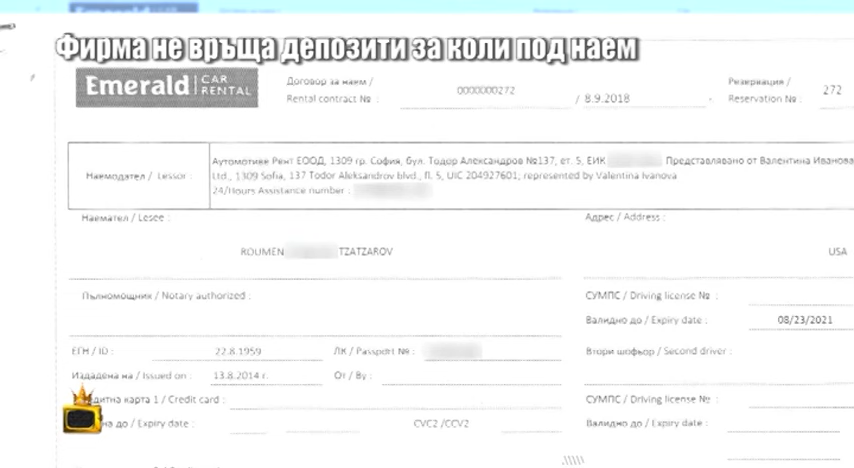 Фирма не връща депозити за коли под наем
Emerald CAR RENTAL
Договор за наем /
Rental contract № : 0000000272 / 8.9.2018
Резервация /
Reservation № : 272
Наемодател / Lessor :
Аутомотиве Рент ЕООД, 1309 гр. София, бул. Тодор Александров №137, ет. 5, ЕИК Представлявано от Валентина Иванова
Ltd., 1309 Sofia, 137 Todor Aleksandrov blvd., fl. 5, UIC 204927601; represented by Valentina Ivanova
24/Hours Assistance number :
Наемател / Lesee : Адрес / Address :
ROUMEN TZATZAROV USA
Пълномощник / Notary authorized : СУМПС / Driving license № :
Валидно до / Expiry date : 08/23/2021
ЕГН / ID : 22.8.1959 ЛК / Passport № : Втори шофьор / Second driver :
Издадена на / Issued on : 13.8.2014 г. От / By :
карта 1 / Credit card : СУМПС / Driving license № :
до / Expiry date : CVC2 /CCV2 Валидно до / Expiry date :